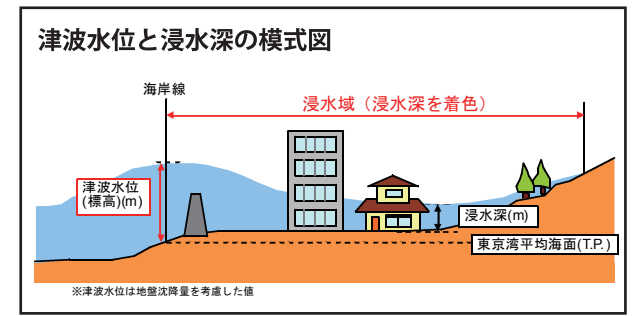 津波水位と浸水深の模式図
海岸線
浸水域（浸水深を着色）
津波水位
(標高)(m)
浸水深(m)
東京湾平均海面(T.P.)
※津波水位は地盤沈降量を考慮した値